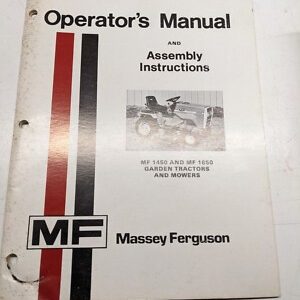 Operator's Manual
AND
Assembly
Instructions
MF 1450 AND MF 1650
GARDEN TRACTORS
AND MOWERS
MF
Massey Ferguson